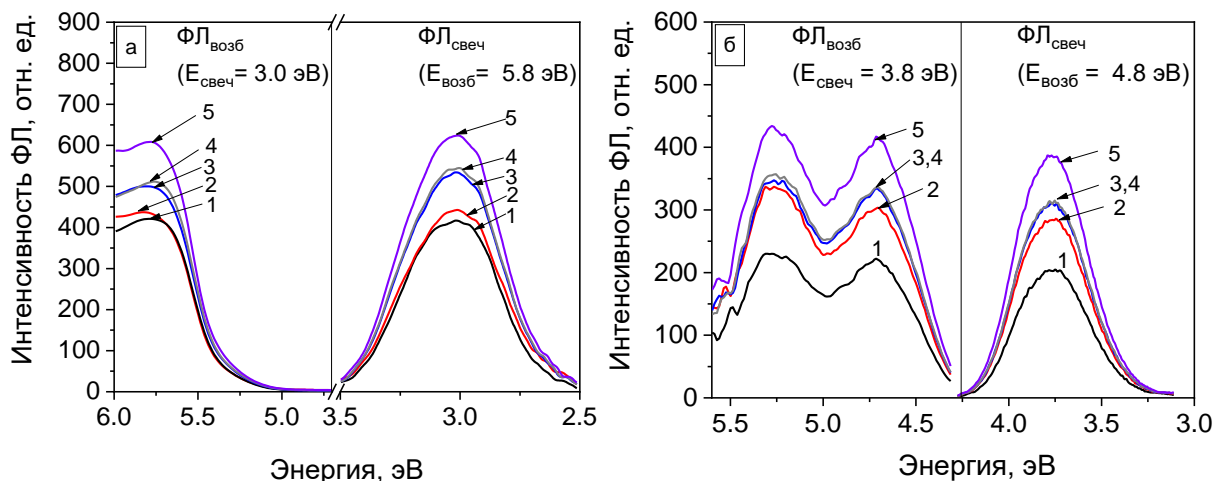 Интенсивность ФЛ, отн. ед.
900
800
700
600
500
400
300
200
100
0
а
ФЛвозб
(Eсвеч= 3.0 эВ)
ФЛсвеч
(Eвозб=  5.8 эВ)
5
4
3
2
1
5
4
3
2
1
6.0 5.5 5.0 3.5 3.0 2.5
Энергия, эВ
Интенсивность ФЛ, отн. ед.
600
500
400
300
200
100
0
б
ФЛвозб
(Eсвеч= 3.8 эВ)
ФЛсвеч
(Eвозб=  4.8 эВ)
5
3,4
2
1
5
3,4
2
1
5.5 5.0 4.5 4.0 3.5 3.0
Энергия, эВ